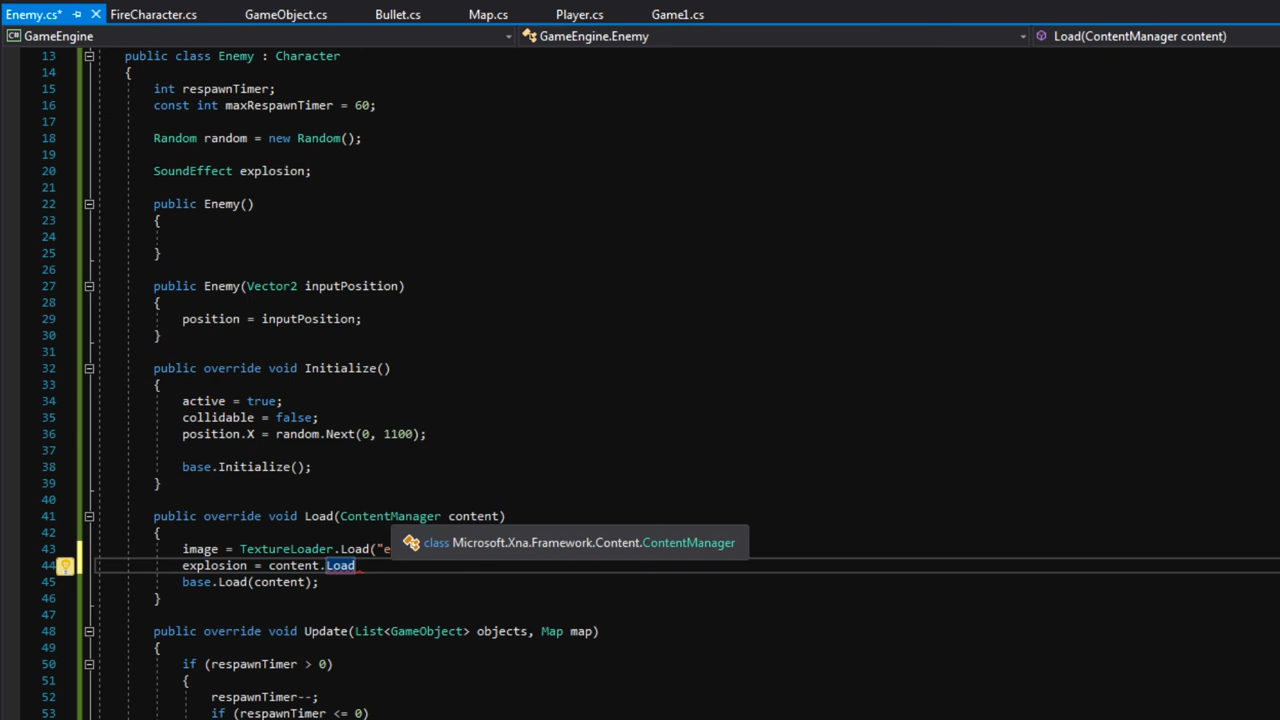 Enemy.cs* FireCharacter.cs GameObject.cs Bullet.cs Map.cs Player.cs Game1.cs
C# GameEngine GameEngine.Enemy Load(ContentManager content)
13 public class Enemy : Character
14 {
15 int respawnTimer;
16 const int maxRespawnTimer = 60;
17
18 Random random = new Random();
19
20 SoundEffect explosion;
21
22 public Enemy()
23 {
24
25 }
26
27 public Enemy(Vector2 inputPosition)
28 {
29 position = inputPosition;
30 }
31
32 public override void Initialize()
33 {
34 active = true;
35 collidable = false;
36 position.X = random.Next(0, 1100);
37
38 base.Initialize();
39 }
40
41 public override void Load(ContentManager content)
42 {
class Microsoft.Xna.Framework.Content.ContentManager
43 image = TextureLoader.Load("e
44 explosion = content.Load
45 base.Load(content);
46 }
47
48 public override void Update(List<GameObject> objects, Map map)
49 {
50 if (respawnTimer > 0)
51 {
52 respawnTimer--;
53 if (respawnTimer <= 0)